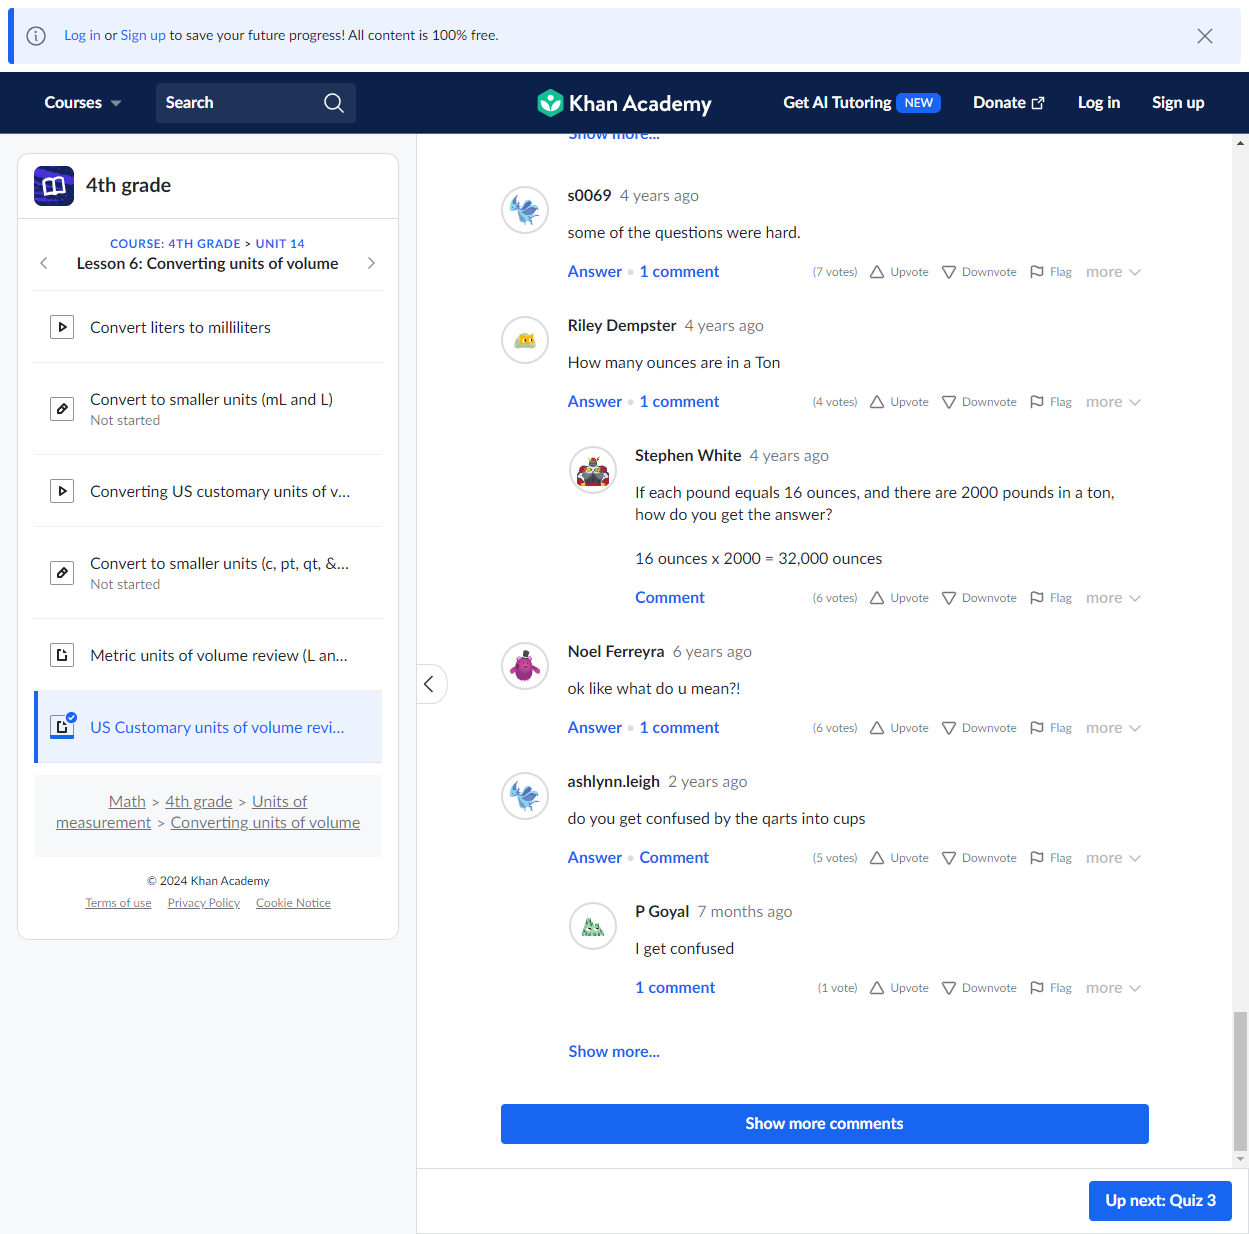 Log in or Sign up to save your future progress! All content is 100% free.
Courses
Search
Khan Academy
Get AI Tutoring NEW
Donate
Log in
Sign up
4th grade
COURSE: 4TH GRADE > UNIT 14
Lesson 6: Converting units of volume
Convert liters to milliliters
Convert to smaller units (mL and L)
Not started
Converting US customary units of v...
Convert to smaller units (c, pt, qt, &...
Not started
Metric units of volume review (L an...
US Customary units of volume revi...
Math > 4th grade > Units of
measurement > Converting units of volume
© 2024 Khan Academy
Terms of use Privacy Policy Cookie Notice
Show more...
s0069 4 years ago
some of the questions were hard.
Answer • 1 comment (7 votes) Upvote Downvote Flag more
Riley Dempster 4 years ago
How many ounces are in a Ton
Answer • 1 comment (4 votes) Upvote Downvote Flag more
Stephen White 4 years ago
If each pound equals 16 ounces, and there are 2000 pounds in a ton,
how do you get the answer?
16 ounces x 2000 = 32,000 ounces
Comment (6 votes) Upvote Downvote Flag more
Noel Ferreyra 6 years ago
ok like what do u mean?!
Answer • 1 comment (6 votes) Upvote Downvote Flag more
ashlynn.leigh 2 years ago
do you get confused by the qarts into cups
Answer • Comment (5 votes) Upvote Downvote Flag more
P Goyal 7 months ago
I get confused
1 comment (1 vote) Upvote Downvote Flag more
Show more...
Show more comments
Up next: Quiz 3